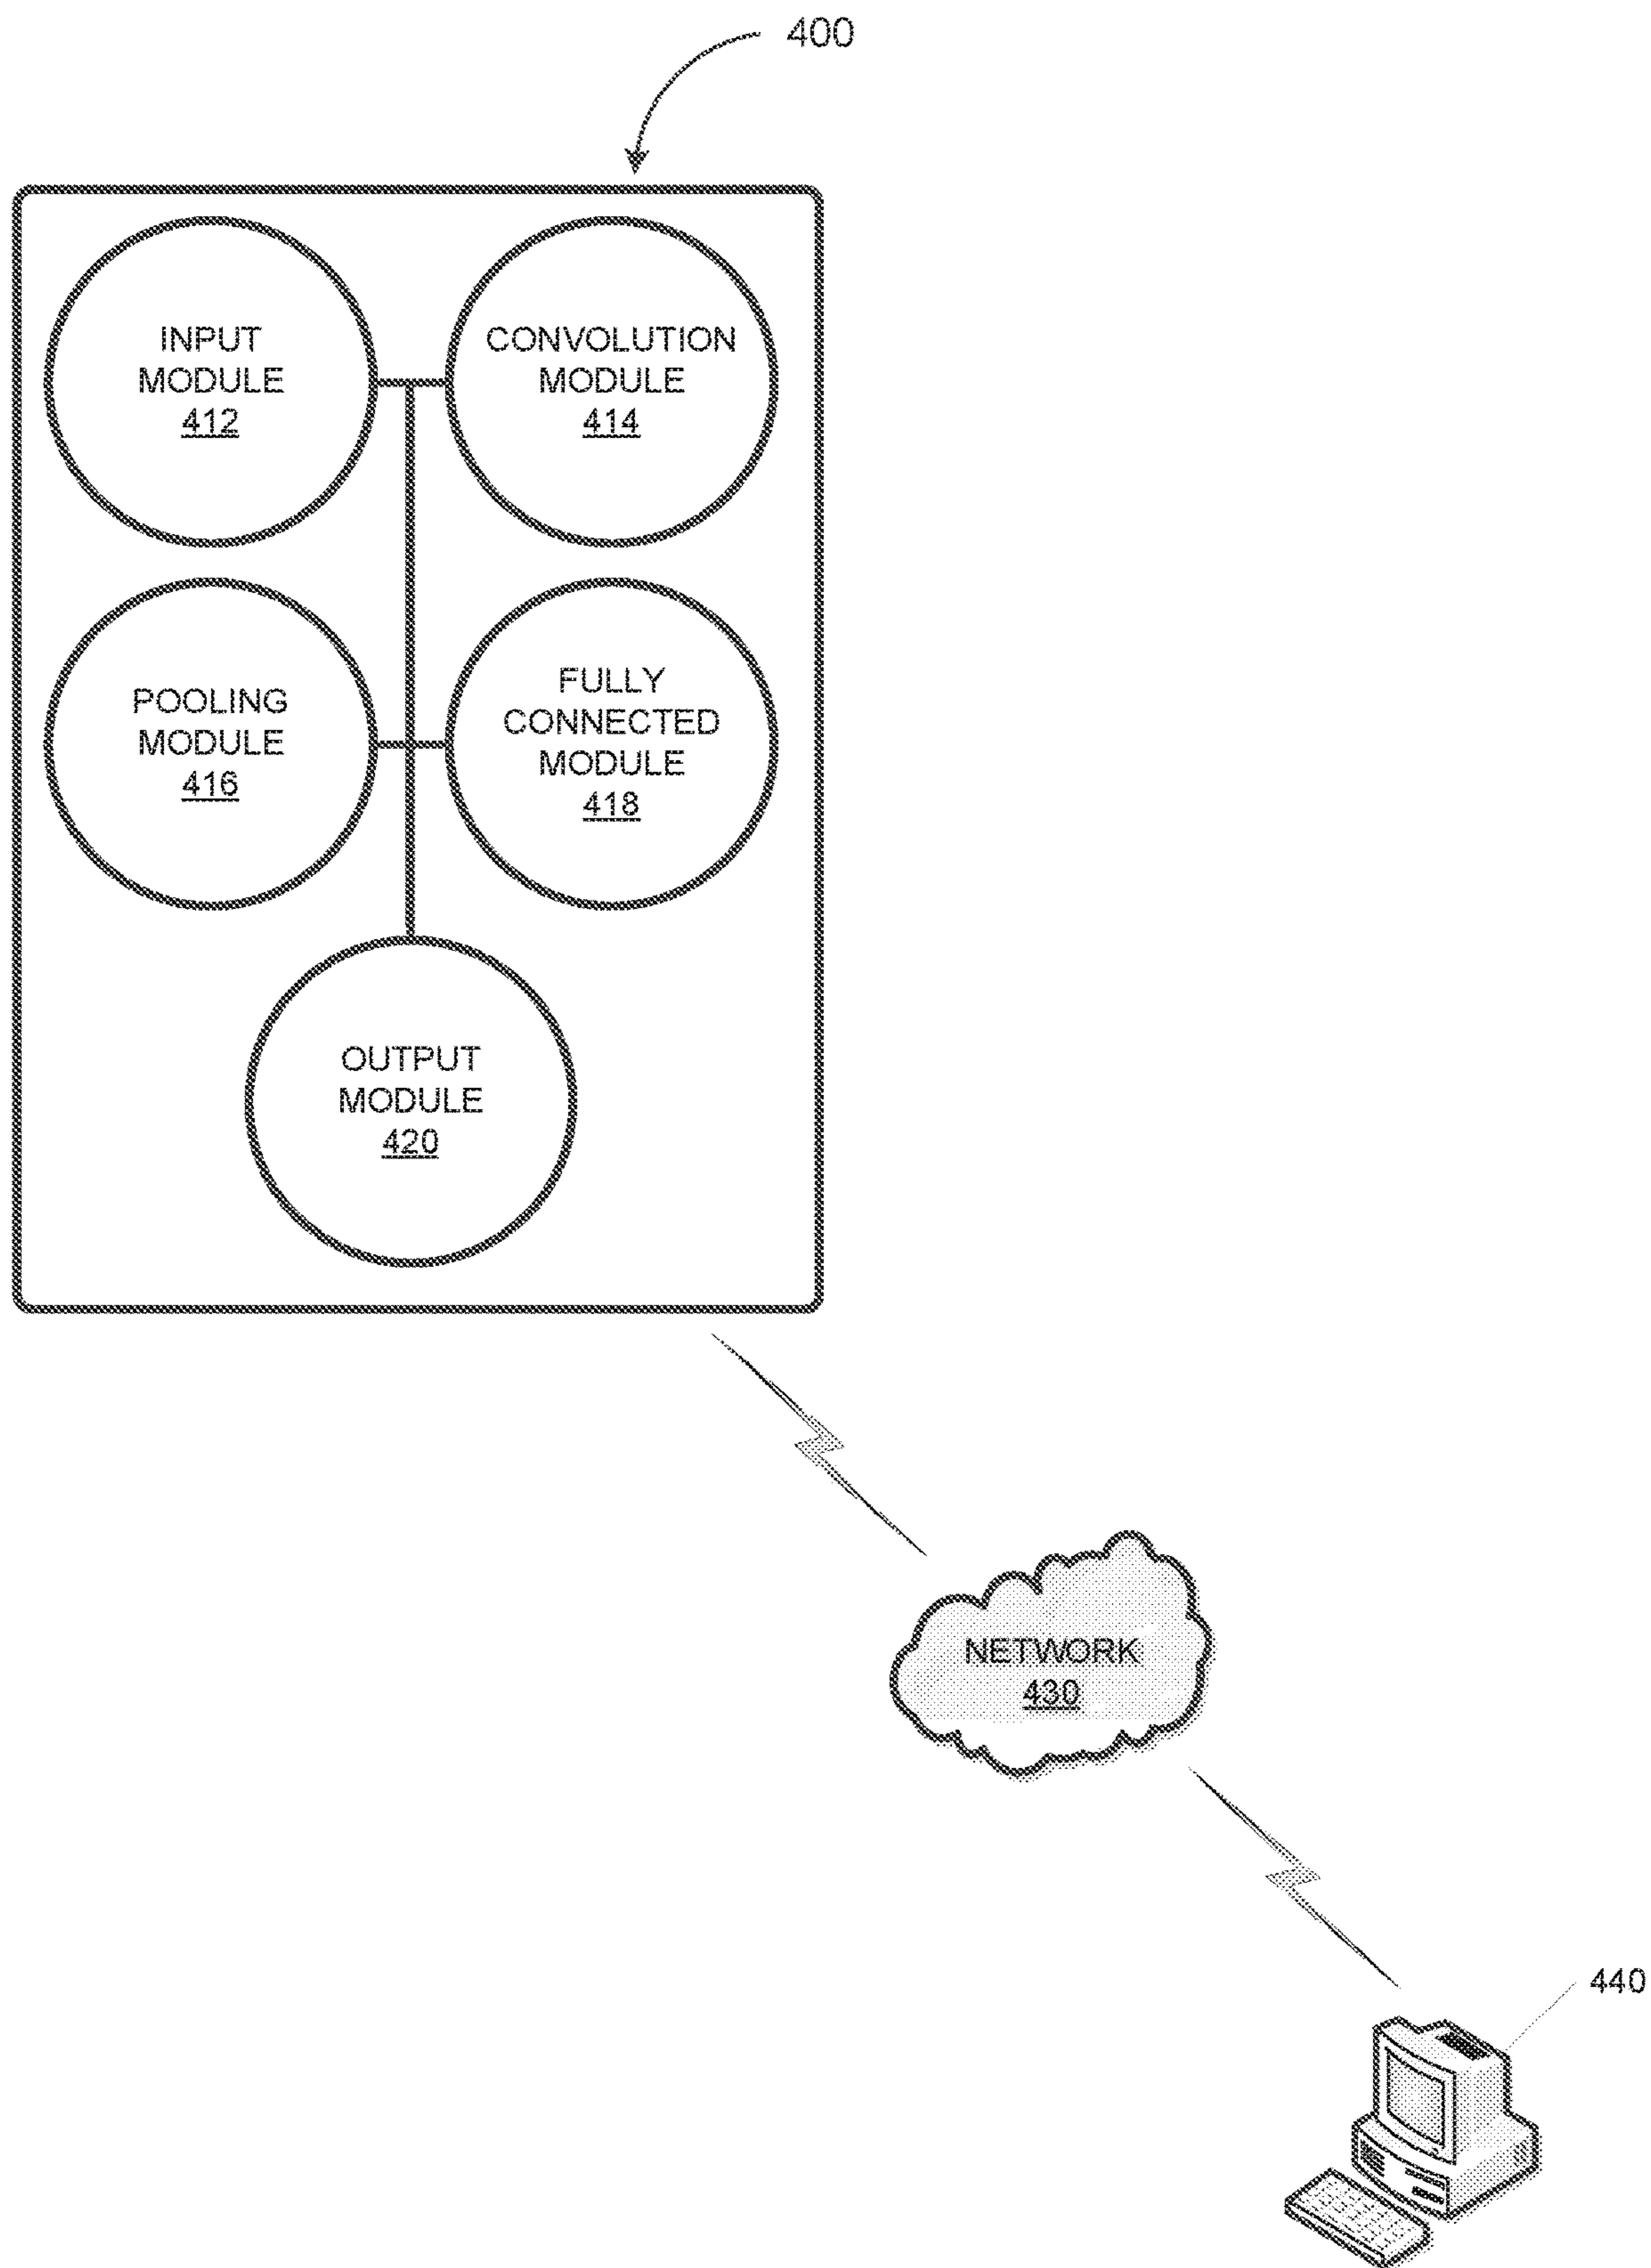 400
INPUT
MODULE
412
CONVOLUTION
MODULE
414
POOLING
MODULE
416
FULLY
CONNECTED
MODULE
418
OUTPUT
MODULE
420
NETWORK
430
440